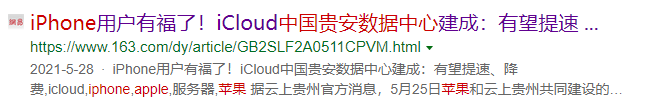 网易 iPhone用户有福了！iCloud中国贵安数据中心建成：有望提速 ...
https://www.163.com/dy/article/GB2SLF2A0511CPVM.html
2021-5-28 · iPhone用户有福了！iCloud中国贵安数据中心建成：有望提速、降
费,icloud,iphone,apple,服务器,苹果 据云上贵州官方消息，5月25日苹果和云上贵州共同建设的…